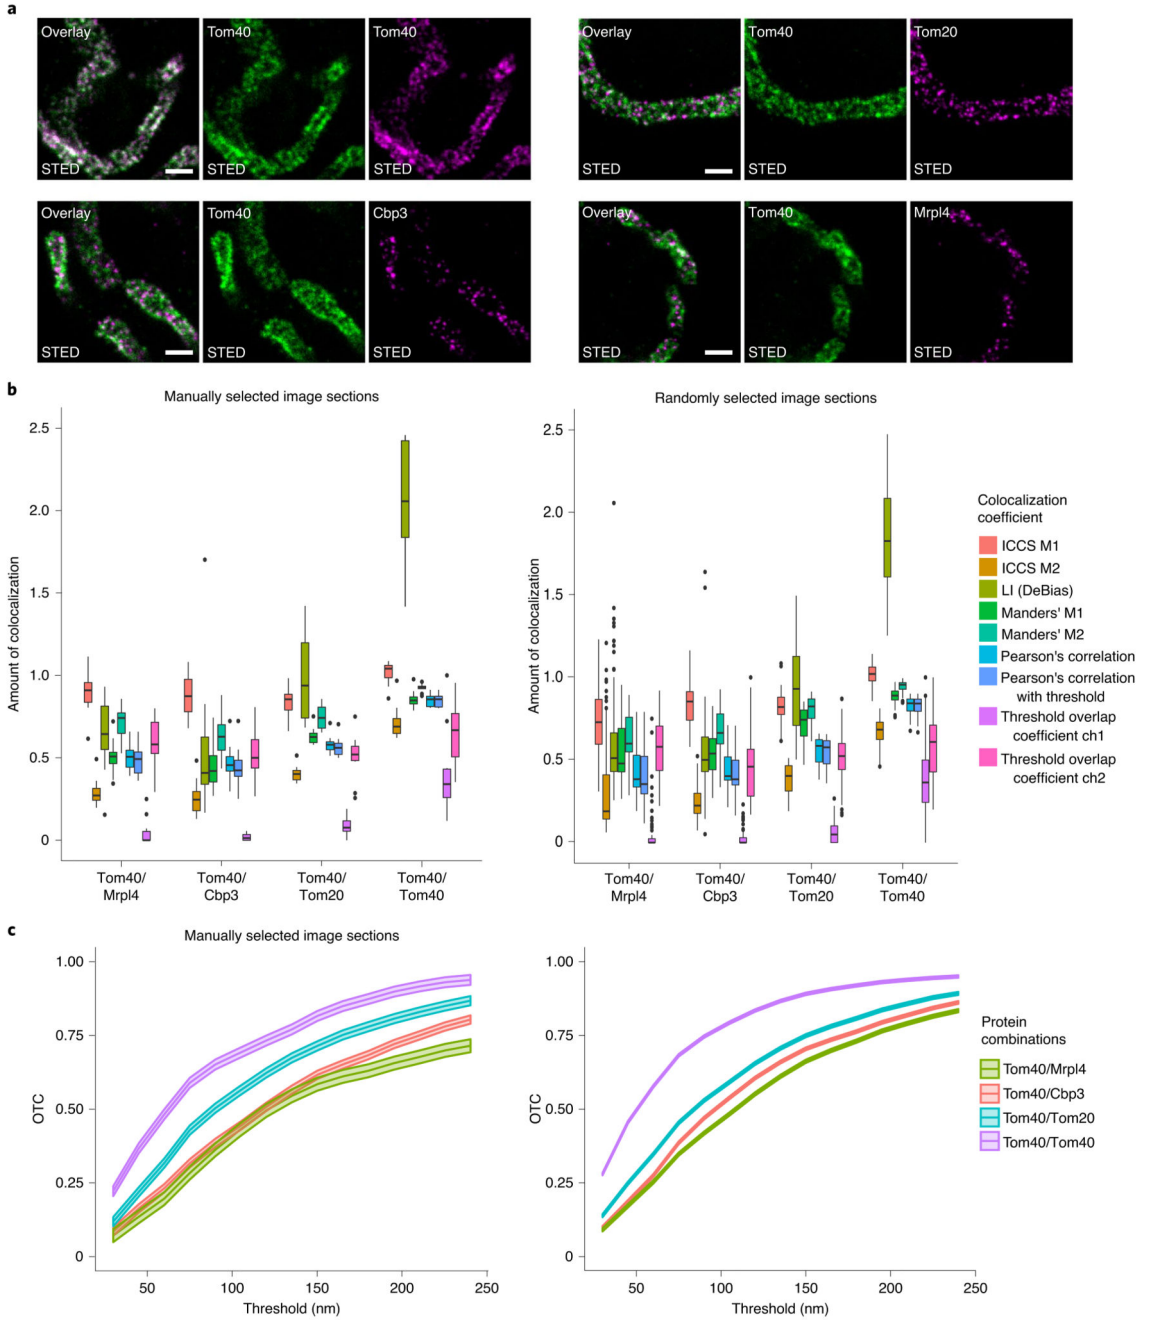 a
Overlay
STED
Tom40
STED
Tom40
STED
Overlay
STED
Tom40
STED
Tom20
STED
Overlay
STED
Tom40
STED
Cbp3
STED
Overlay
STED
Tom40
STED
Mrpl4
STED
b
Manually selected image sections
Amount of colocalization
2.5
2.0
1.5
1.0
0.5
0
Tom40/
Mrpl4
Tom40/
Cbp3
Tom40/
Tom20
Tom40/
Tom40
Randomly selected image sections
Amount of colocalization
2.5
2.0
1.5
1.0
0.5
0
Tom40/
Mrpl4
Tom40/
Cbp3
Tom40/
Tom20
Tom40/
Tom40
Colocalization
coefficient
ICCS M1
ICCS M2
LI (DeBias)
Manders' M1
Manders' M2
Pearson's correlation
Pearson's correlation
with threshold
Threshold overlap
coefficient ch1
Threshold overlap
coefficient ch2
c
Manually selected image sections
OTC
1.00
0.75
0.50
0.25
0
50
100
150
200
250
Threshold (nm)
OTC
1.00
0.75
0.50
0.25
0
50
100
150
200
250
Threshold (nm)
Protein
combinations
Tom40/Mrpl4
Tom40/Cbp3
Tom40/Tom20
Tom40/Tom40